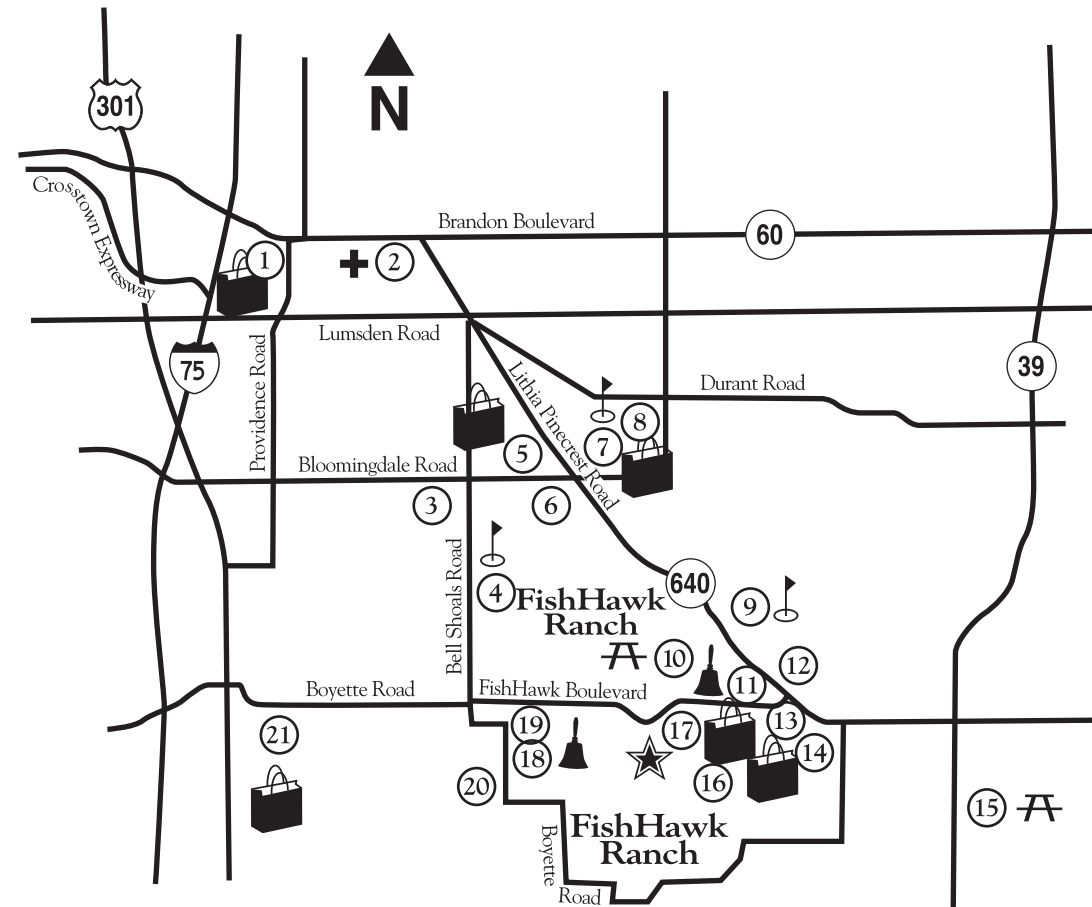 301
N
Crosstown Expressway
Brandon Boulevard
60
1
2
Lumsden Road
75
39
Providence Road
Lithia Pinecrest Road
Durant Road
8
7
5
Bloomingdale Road
3
6
Bell Shoals Road
4
640
FishHawk
Ranch
9
10
11
12
Boyette Road
FishHawk Boulevard
19
17
13
21
18
14
16
20
15
FishHawk
Ranch
Boyette
Road